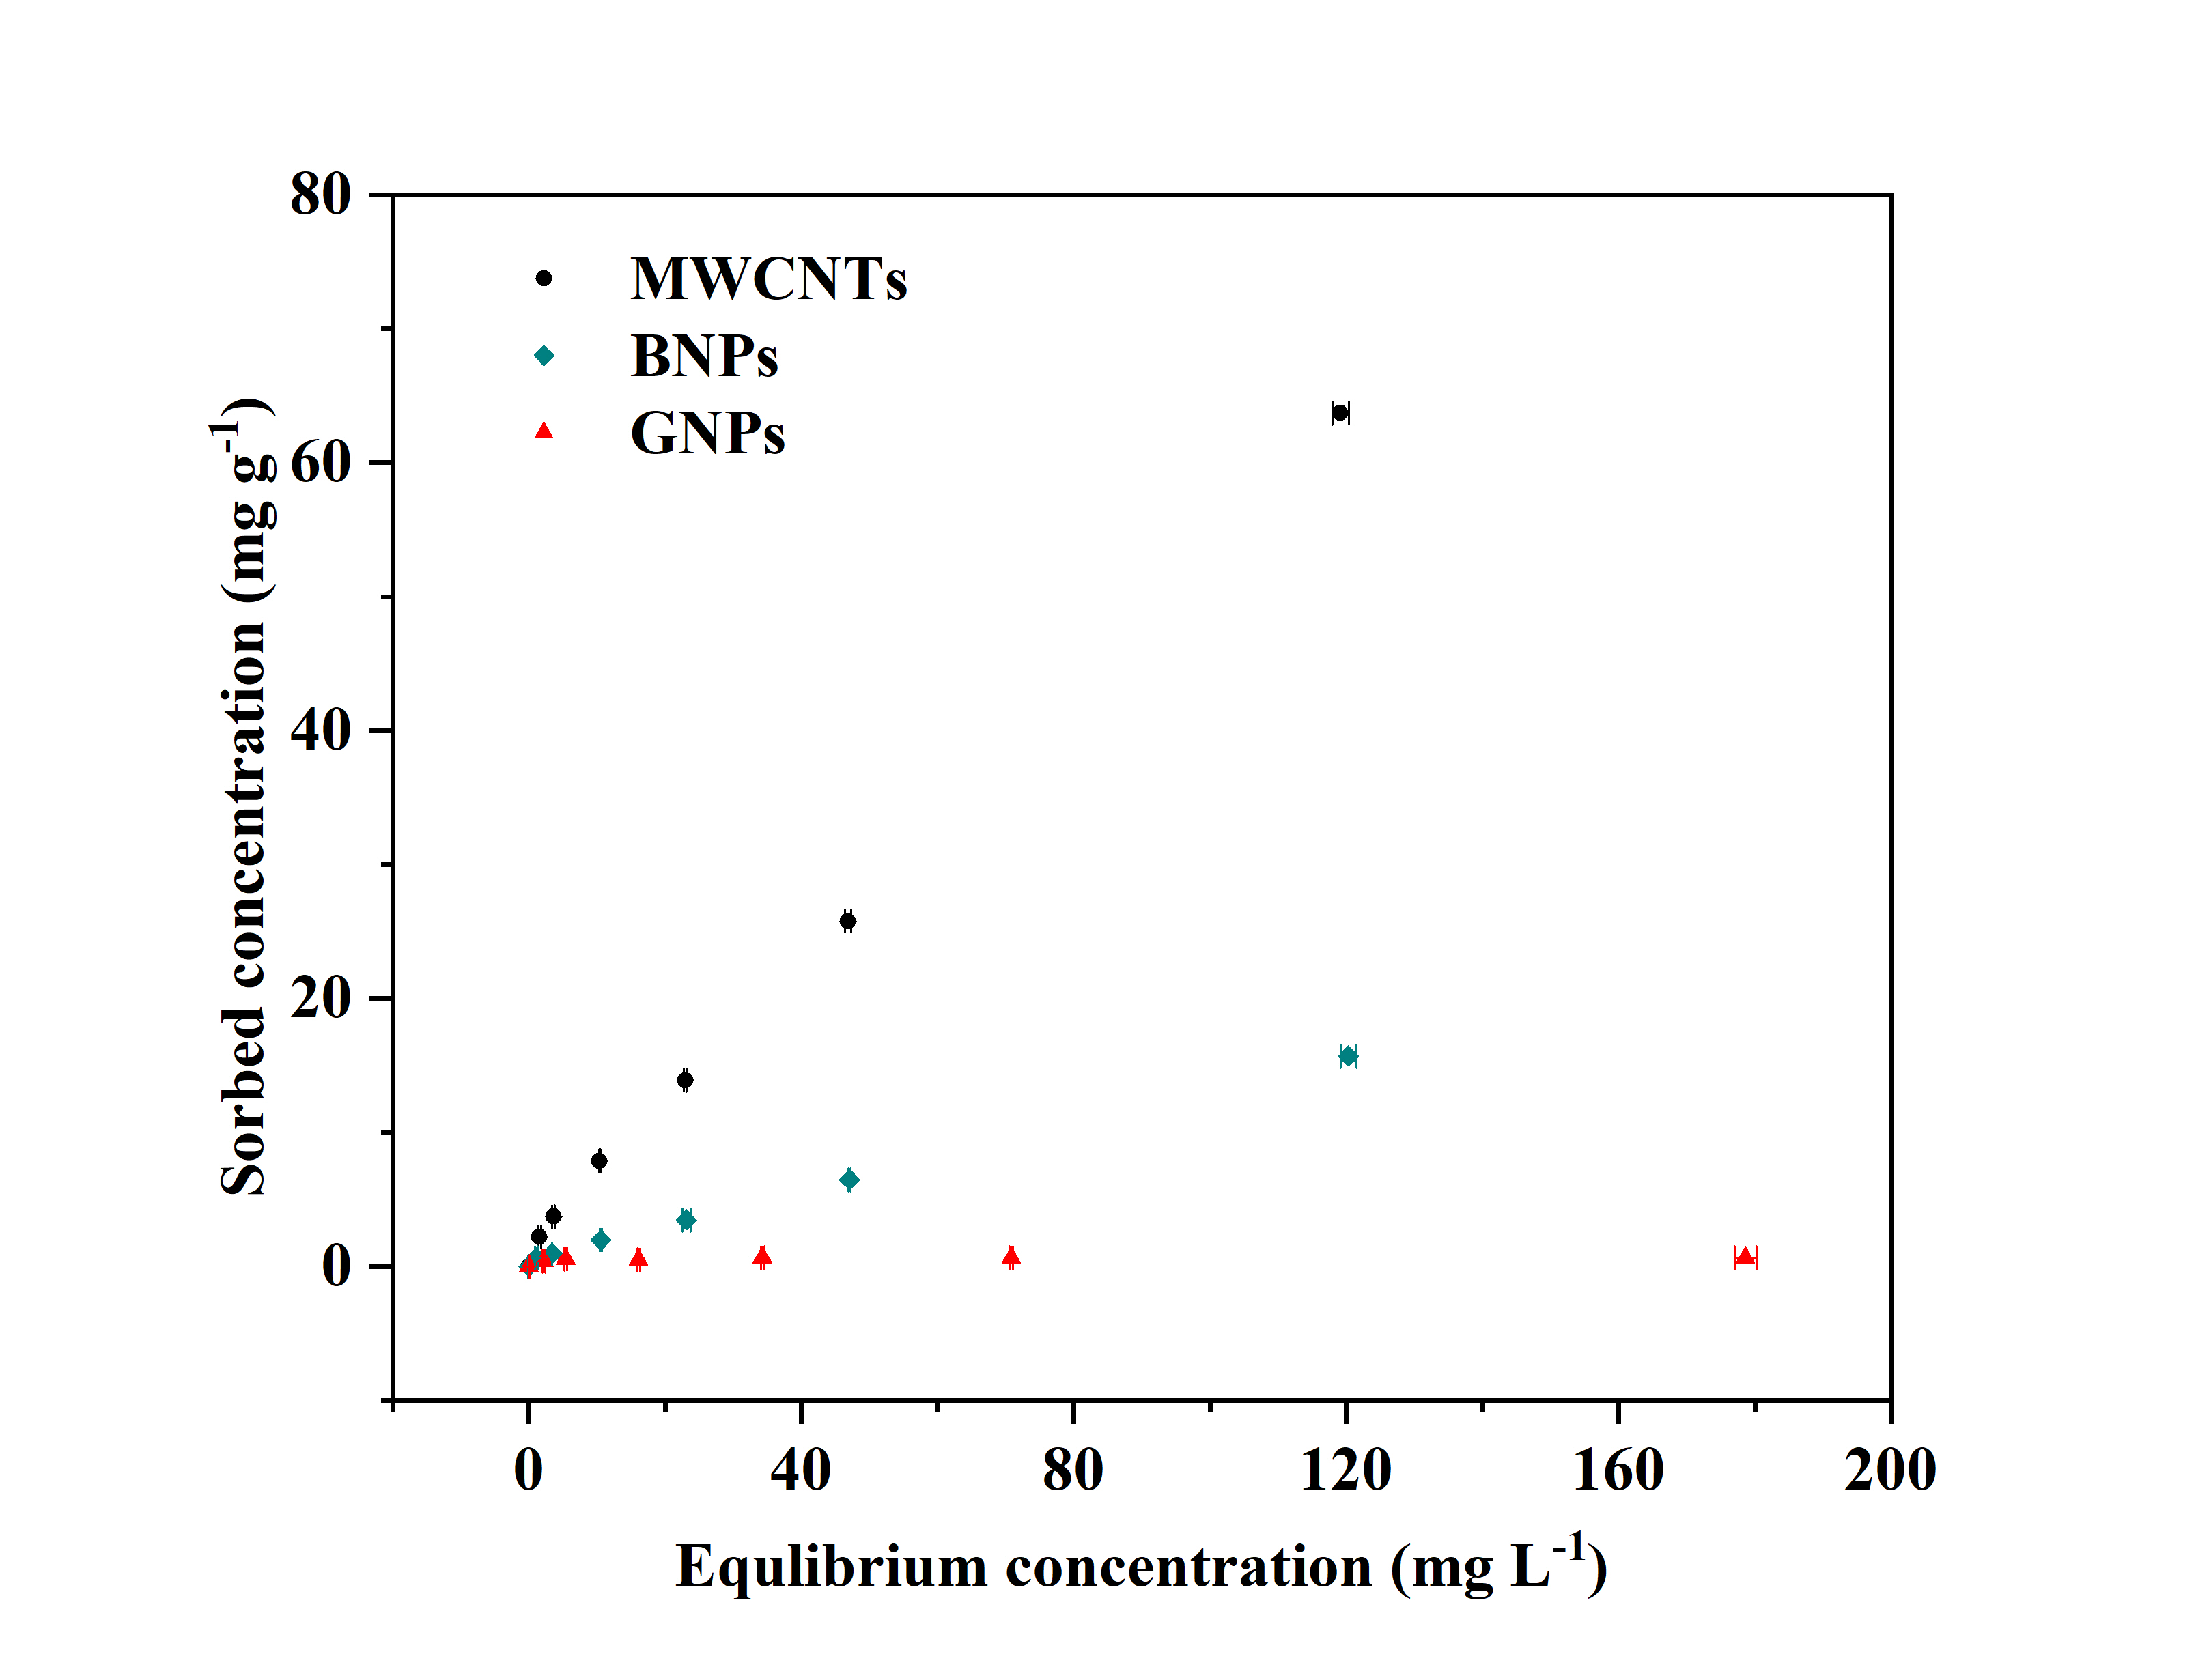 80
60
40
20
0
Sorbed concentration (mg g⁻¹)
MWCNTs
BNPs
GNPs
0 40 80 120 160 200
Equlibrium concentration (mg L⁻¹)